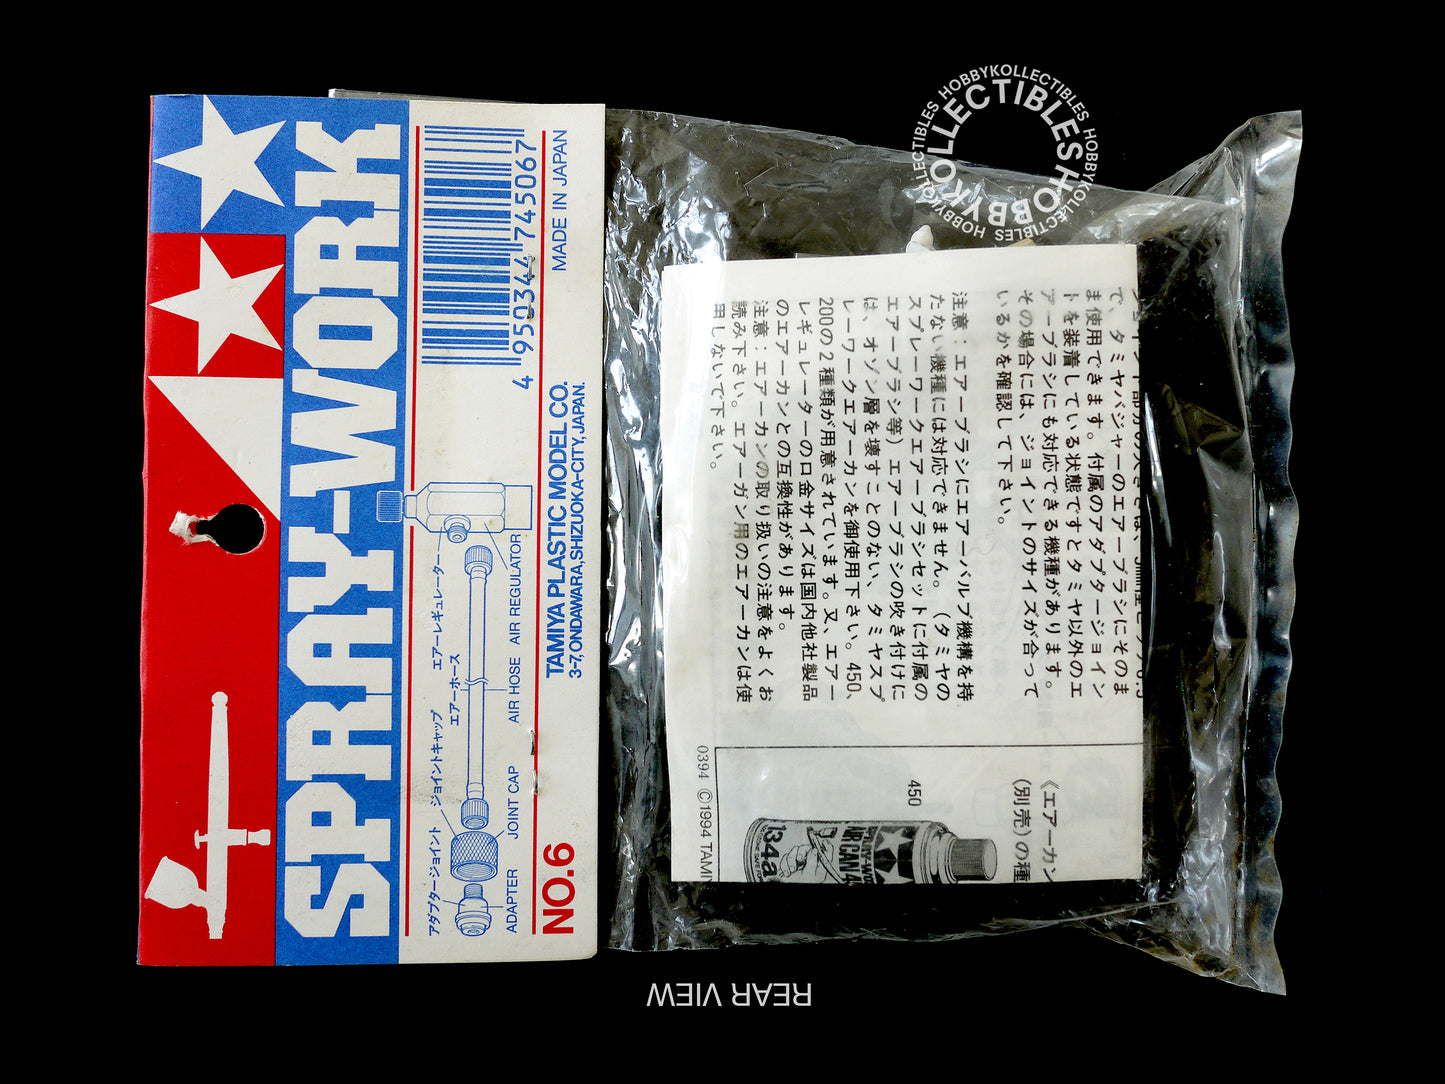 SPRAY-WORK
4 950344 745067
MADE IN JAPAN
エアーレギュレーター
エアーホース
ジョイントキャップ
アダプタージョイント
AIR REGULATOR
AIR HOSE
JOINT CAP
ADAPTER
TAMIYA PLASTIC MODEL CO.
3-7, ONDAWARA, SHIZUOKA-CITY, JAPAN.
NO.6
で、タミヤバジャーのエアーブラシにそのま
ま使用できます。付属のアダプタージョイン
トを装着している状態ですとタミヤ以外のエ
アーブラシにも対応できる機種があります。
その場合には、ジョイントのサイズが合って
いるかを確認して下さい。
注意：エアーブラシにエアーバルブ機構を持
たない機種には対応できません。（タミヤの
スプレーワークエアーブラシセットに付属の
エアーブラシ等）エアーブラシの吹き付けに
は、オゾン層を壊すことのない、タミヤスプ
レーワークエアーカンを御使用下さい。450、
200の2種類が用意されています。又、エアー
レギュレーターの口金サイズは国内他社製品
のエアーカンとの互換性があります。
注意：エアーカンの取り扱いの注意をよくお
読み下さい。エアーガン用のエアーカンは使
用しないで下さい。
《エアーカン
(別売)の種
450
134a
0394 ©1994 TAMI
HOBBYKOLLECTIBLES
HOBBYKOLLECTIBLES HOBBYKOLLECTIBLES HOBBYKOLLECTIBLES
REAR VIEW